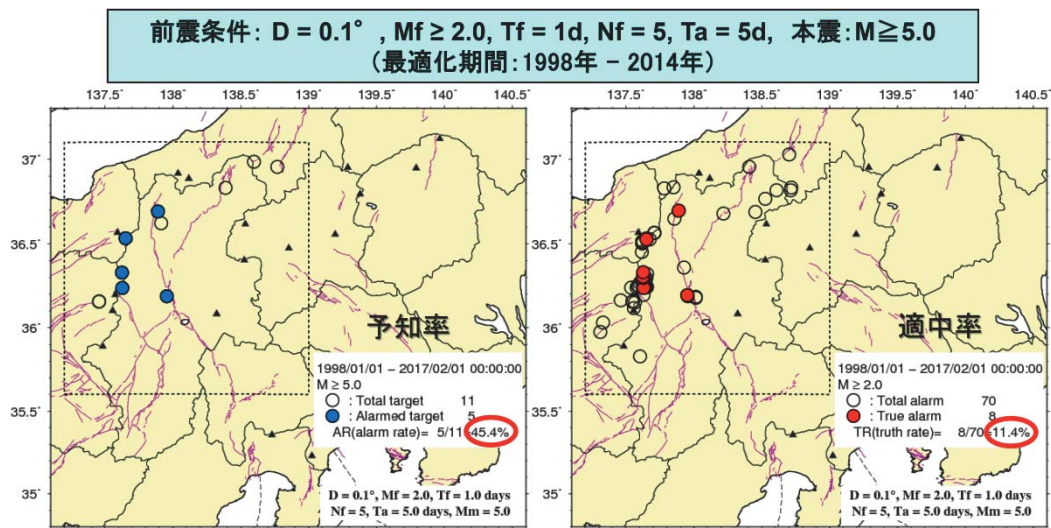 前震条件: D = 0.1°, Mf ≥ 2.0, Tf = 1d, Nf = 5, Ta = 5d, 本震:M≧5.0
(最適化期間:1998年 – 2014年)
137.5 138 138.5 139 139.5 140 140.5
37°
36.5
36
35.5
35
予知率
1998/01/01 – 2017/02/01 00:00:00
M ≥ 5.0
: Total target 11
: Alarmed target 5
AR(alarm rate)= 5/11=45.4%
D = 0.1°, Mf = 2.0, Tf = 1.0 days
Nf = 5, Ta = 5.0 days, Mm = 5.0
137.5 138 138.5 139 139.5 140 140.5
37°
36.5
36°
35.5
35°
適中率
1998/01/01 – 2017/02/01 00:00:00
M ≥ 2.0
: Total alarm 70
: True alarm 8
TR(truth rate)= 8/70=11.4%
D = 0.1°, Mf = 2.0, Tf = 1.0 days
Nf = 5, Ta = 5.0 days, Mm = 5.0